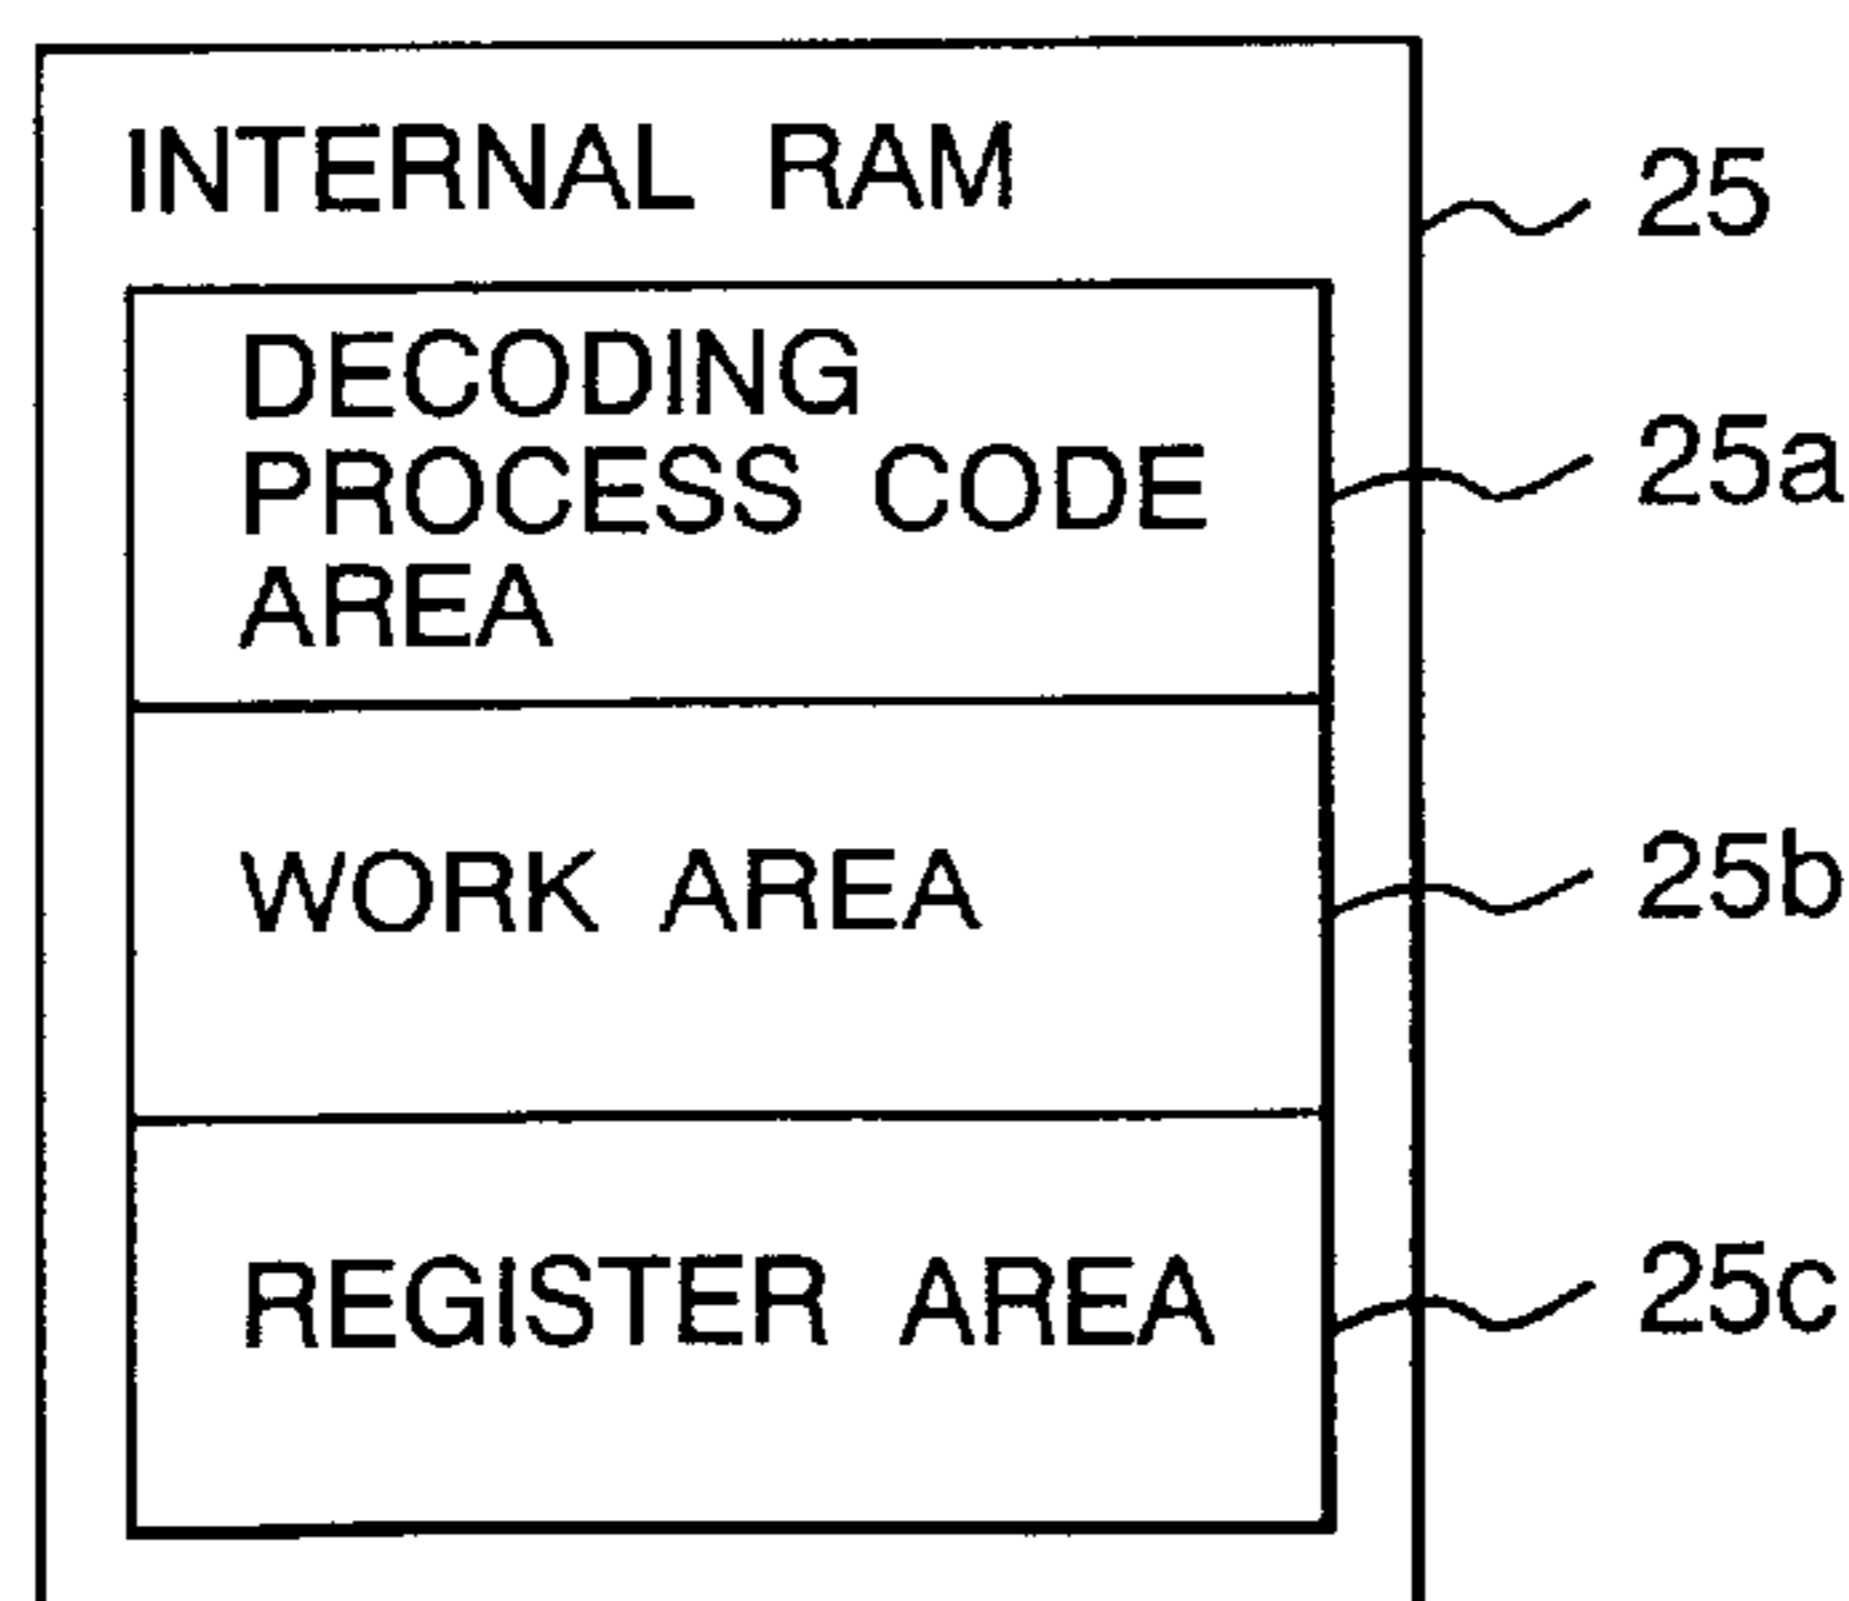 INTERNAL RAM
25
DECODING
PROCESS CODE
AREA
25a
WORK AREA
25b
REGISTER AREA
25c